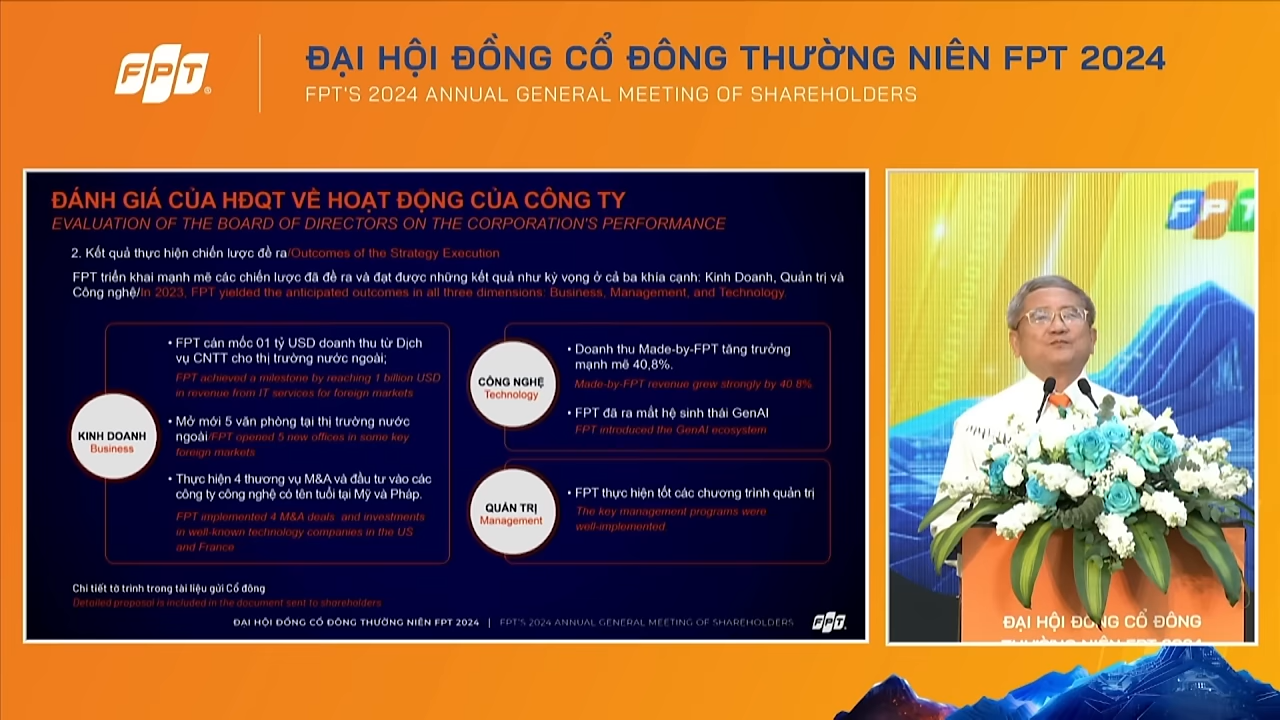 FPT®
ĐẠI HỘI ĐỒNG CỔ ĐÔNG THƯỜNG NIÊN FPT 2024
FPT'S 2024 ANNUAL GENERAL MEETING OF SHAREHOLDERS
ĐÁNH GIÁ CỦA HĐQT VỀ HOẠT ĐỘNG CỦA CÔNG TY
EVALUATION OF THE BOARD OF DIRECTORS ON THE CORPORATION'S PERFORMANCE
2. Kết quả thực hiện chiến lược đề ra/Outcomes of the Strategy Execution
FPT triển khai mạnh mẽ các chiến lược đã đề ra và đạt được những kết quả như kỳ vọng ở cả ba khía cạnh: Kinh Doanh, Quản trị và
Công nghệ/In 2023, FPT yielded the anticipated outcomes in all three dimensions: Business, Management, and Technology.
KINH DOANH
Business
• FPT cán mốc 01 tỷ USD doanh thu từ Dịch
vụ CNTT cho thị trường nước ngoài;
FPT achieved a milestone by reaching 1 billion USD
in revenue from IT services for foreign markets
• Mở mới 5 văn phòng tại thị trường nước
ngoài/FPT opened 5 new offices in some key
foreign markets
• Thực hiện 4 thương vụ M&A và đầu tư vào các
công ty công nghệ có tên tuổi tại Mỹ và Pháp.
FPT implemented 4 M&A deals and investments
in well-known technology companies in the US
and France
CÔNG NGHỆ
Technology
• Doanh thu Made-by-FPT tăng trưởng
mạnh mẽ 40,8%.
Made-by-FPT revenue grew strongly by 40.8%
• FPT đã ra mắt hệ sinh thái GenAI
FPT introduced the GenAI ecosystem
QUẢN TRỊ
Management
• FPT thực hiện tốt các chương trình quản trị
The key management programs were
well-implemented
Chi tiết tờ trình trong tài liệu gửi Cổ đông
Detailed proposal is included in the document sent to shareholders
ĐẠI HỘI ĐỒNG CỔ ĐÔNG THƯỜNG NIÊN FPT 2024 | FPT'S 2024 ANNUAL GENERAL MEETING OF SHAREHOLDERS
FPT
FPT
ĐẠI HỘI ĐỒNG CỔ ĐÔNG
THƯỜNG NIÊN FPT 2024